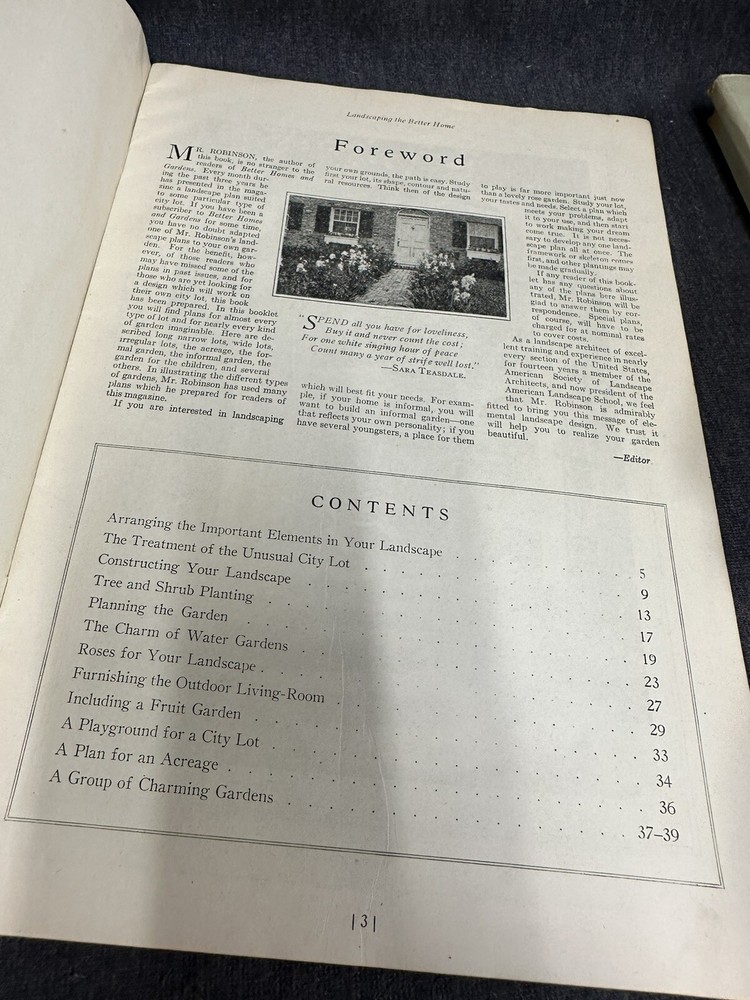 Landscaping the Better Home
Foreword
MR. ROBINSON, the author of
this book, is no stranger to the
readers of Better Homes and
Gardens. Every month dur-
ing the past three years he
has presented in the maga-
zine a landscape plan suited
to some particular type of
city lot. If you have been a
subscriber to Better Homes
and Gardens for some time,
you have no doubt adapted
one of Mr. Robinson's land-
scape plans to your own gar-
den. For the benefit, how-
ever, of those readers who
may have missed some of the
plans in past issues, and for
those who are yet looking for
a design which will work on
their own city lot, this book
has been prepared. In this booklet
you will find plans for almost every
type of lot and for nearly every kind
of garden imaginable. Here are de-
scribed long narrow lots, wide lots,
irregular lots, the acreage, the for-
mal garden, the informal garden, the
garden for the children, and several
others. In illustrating the different types
of gardens, Mr. Robinson has used many
plans which he prepared for readers of
this magazine.
If you are interested in landscaping
your own grounds, the path is easy. Study
first your lot, its shape, contour and natu-
ral resources. Think then of the design
"SPEND all you have for loveliness,
Buy it and never count the cost;
For one white singing hour of peace
Count many a year of strife well lost."
—SARA TEASDALE.
which will best fit your needs. For exam-
ple, if your home is informal, you will
want to build an informal garden—one
that reflects your own personality; if you
have several youngsters, a place for them
to play is far more important just now
than a lovely rose garden. Study your lot,
your tastes and needs. Select a plan which
meets your problems, adapt
it to your use, and then start
to work making your dream
come true. It is not neces-
sary to develop any one land-
scape plan all at once. The
framework or skeleton comes
first, and other plantings may
be made gradually.
If any reader of this book-
let has any questions about
any of the plans here illus-
trated, Mr. Robinson will be
glad to answer them by cor-
respondence. Special plans,
of course, will have to be
charged for at nominal rates
to cover costs.
As a landscape architect of excel-
lent training and experience in nearly
every section of the United States,
for fourteen years a member of the
American Society of Landscape
Architects, and now president of the
American Landscape School, we feel
that Mr. Robinson is admirably
fitted to bring you this message of ele-
mental landscape design. We trust it
will help you to realize your garden
beautiful.
—Editor.
CONTENTS
Arranging the Important Elements in Your Landscape . . . 5
The Treatment of the Unusual City Lot . . . 9
Constructing Your Landscape . . . 13
Tree and Shrub Planting . . . 17
Planning the Garden . . . 19
The Charm of Water Gardens . . . 23
Roses for Your Landscape . . . 27
Furnishing the Outdoor Living-Room . . . 29
Including a Fruit Garden . . . 33
A Playground for a City Lot . . . 34
A Plan for an Acreage . . . 36
A Group of Charming Gardens . . . 37–39
|3|